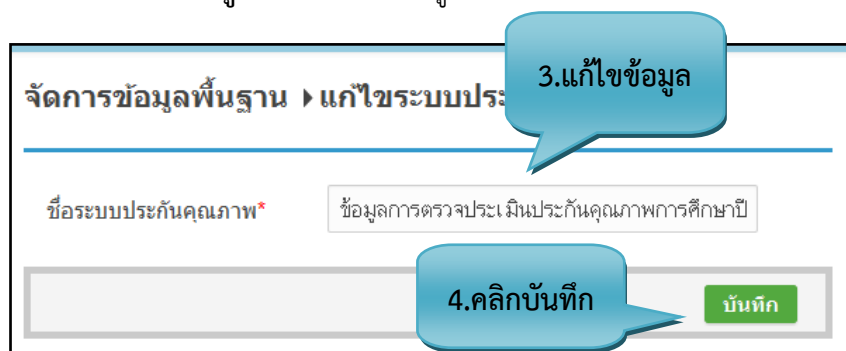 3.แก้ไขข้อมูล
จัดการข้อมูลพื้นฐาน แก้ไขระบบประ
ชื่อระบบประกันคุณภาพ*
ข้อมูลการตรวจประเมินประกันคุณภาพการศึกษาปี
4.คลิกบันทึก
บันทึก